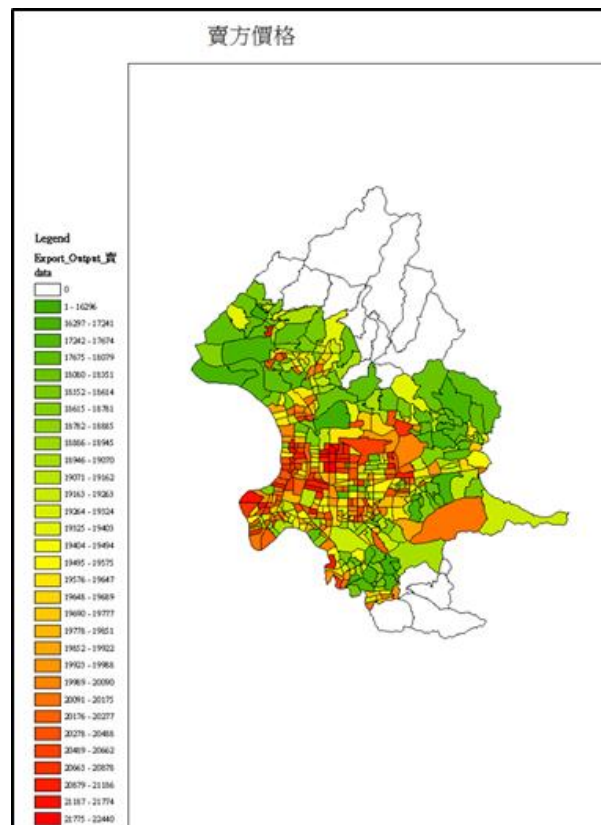 賣方價格
Legend
Export_Output_賣
data
0
1 - 16296
16297 - 17241
17242 - 17674
17675 - 18079
18080 - 18351
18352 - 18614
18615 - 18781
18782 - 18885
18886 - 18945
18946 - 19070
19071 - 19162
19163 - 19263
19264 - 19324
19325 - 19403
19404 - 19494
19495 - 19575
19576 - 19647
19648 - 19689
19690 - 19777
19778 - 19851
19852 - 19922
19923 - 19988
19989 - 20090
20091 - 20175
20176 - 20277
20278 - 20488
20489 - 20662
20663 - 20878
20879 - 21186
21187 - 21774
21775 - 22440